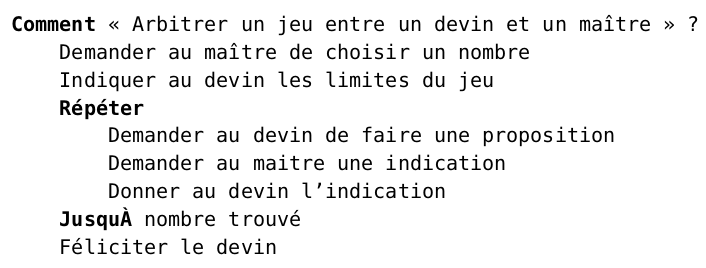 Comment « Arbitrer un jeu entre un devin et un maître » ?
Demander au maître de choisir un nombre
Indiquer au devin les limites du jeu
Répéter
Demander au devin de faire une proposition
Demander au maitre une indication
Donner au devin l’indication
JusquÀ nombre trouvé
Féliciter le devin